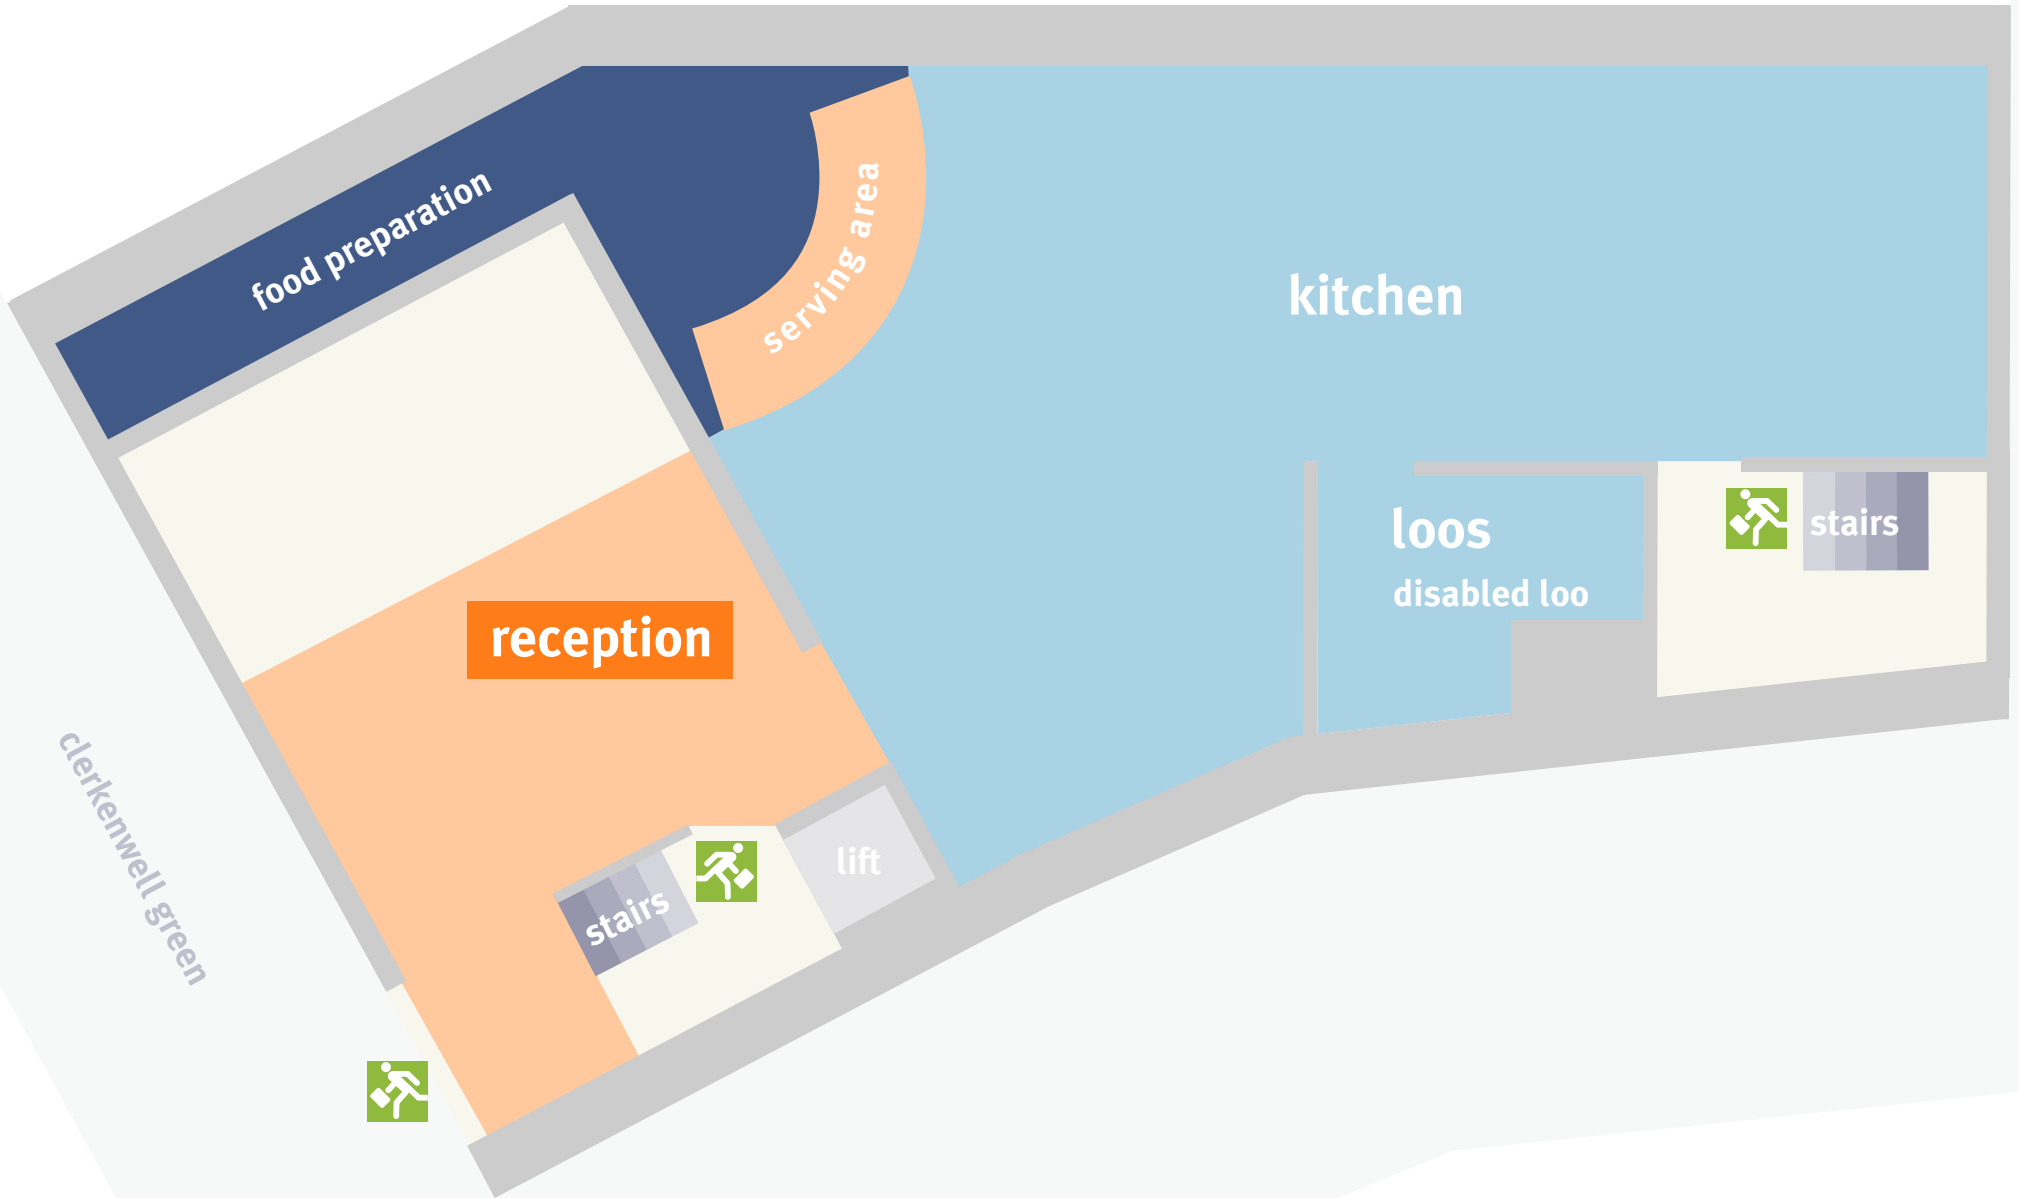 food preparation
serving area
kitchen
loos
disabled loo
stairs
reception
clerkenwell green
stairs
lift